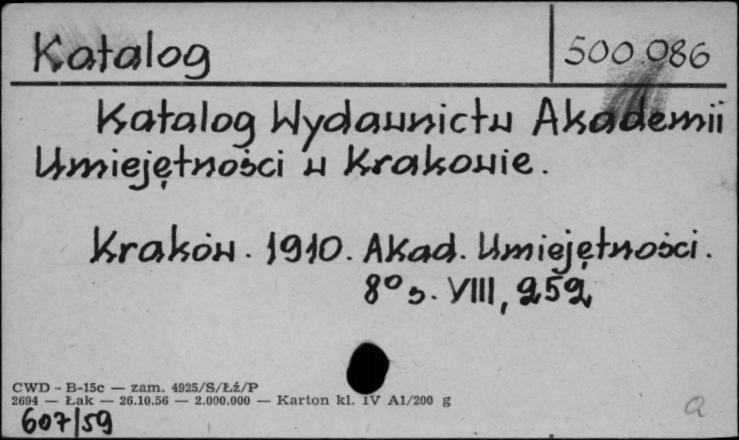 Katalog 500.086
Katalog Wydawnictw Akademii
Umiejętności w Krakowie.
Kraków. 1910. Akad. Umiejętności.
8° s. VIII, 252
CWD - B-15c — zam. 4925/S/Łź/P
2694 — Łak — 26.10.56 — 2.000.000 — Karton kl. IV A1/200 g
607/59
a